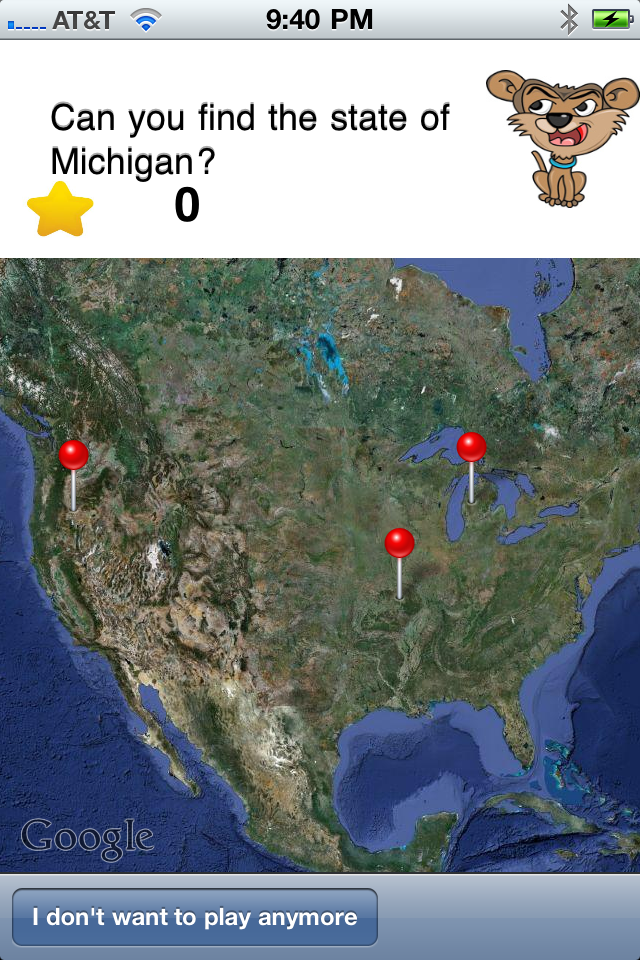 AT&T 9:40 PM
Can you find the state of
Michigan?
0
Google
I don't want to play anymore